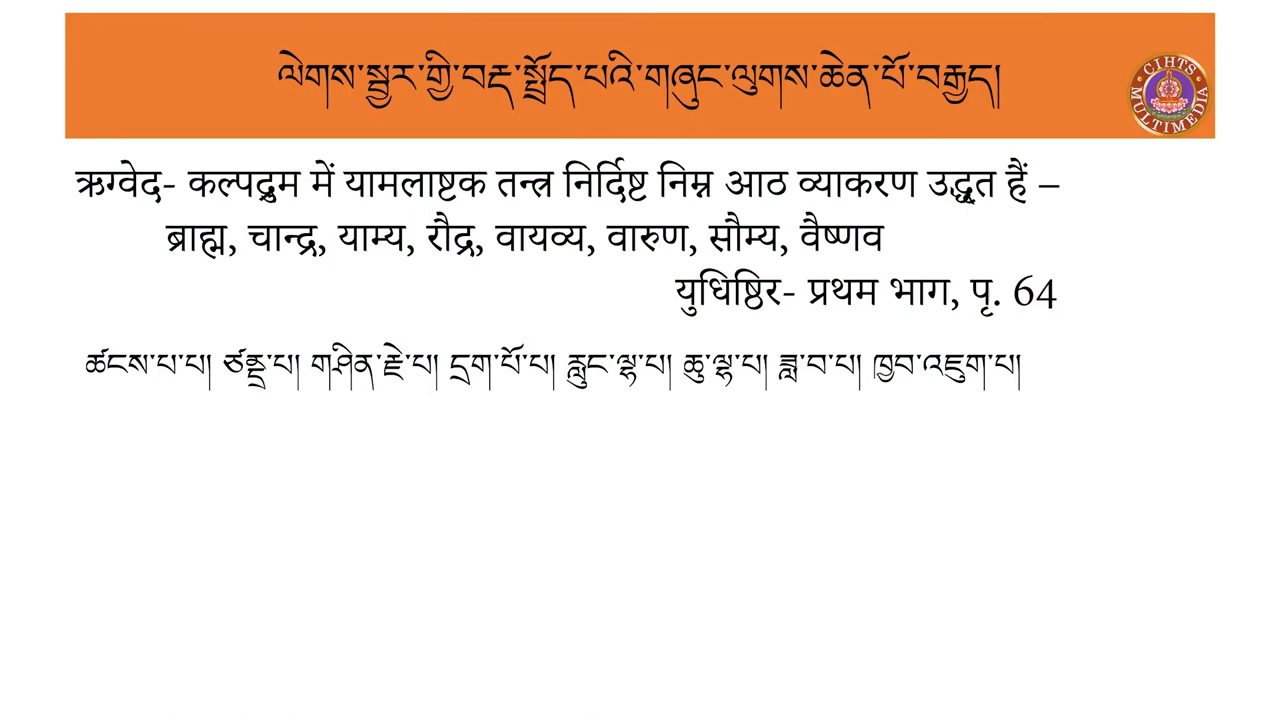 ལེགས་སྦྱར་གྱི་བརྡ་སྤྲོད་པའི་གཞུང་ལུགས་ཆེན་པོ་བརྒྱད།
CIHTS
MULTIMEDIA
ऋग्वेद- कल्पद्रुम में यामलाष्टक तन्त्र निर्दिष्ट निम्न आठ व्याकरण उद्धृत हैं –
ब्राह्म, चान्द्र, याम्य, रौद्र, वायव्य, वारुण, सौम्य, वैष्णव
युधिष्ठिर- प्रथम भाग, पृ. 64
ཚངས་པ་པ། ཙནྡྲ་པ། གཤིན་རྗེ་པ། དྲག་པོ་པ། རླུང་ལྷ་པ། ཆུ་ལྷ་པ། ཟླ་བ་པ། ཁྱབ་འཇུག་པ།